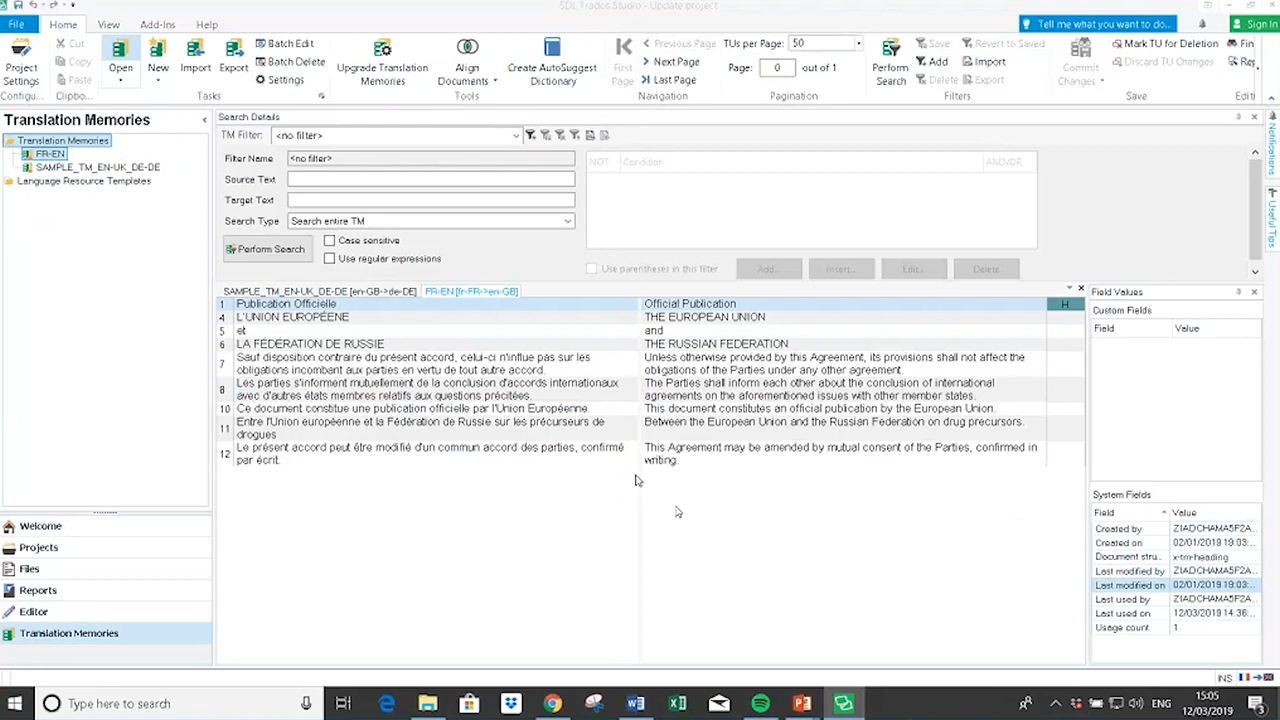 SDL Trados Studio - Update project
File
Home
View
Add-Ins
Help
Tell me what you want to do...
Sign In
Project Settings
Cut
Copy
Paste
Open
New
Import
Export
Batch Edit
Batch Delete
Settings
Upgrade Translation Memories
Align Documents
Create AutoSuggest Dictionary
First Page
Previous Page
Next Page
Last Page
TUs per Page: 50
Page: 0 out of 1
Perform Search
Save
Revert to Saved
Add
Import
Delete
Export
Commit Changes
Mark TU for Deletion
Discard TU Changes
Fin
Configu...
Clipbo...
Tasks
Tools
Navigation
Pagination
Filters
Save
Editi
Translation Memories
Translation Memories
FR-EN
SAMPLE_TM_EN-UK_DE-DE
Language Resource Templates
Search Details
TM Filter: <no filter>
Filter Name <no filter>
Source Text
Target Text
Search Type Search entire TM
Perform Search
Case sensitive
Use regular expressions
NOT Condition AND/OR
Use parentheses in this filter
Add...
Insert...
Edit...
Delete
Notifications
Useful Tips
SAMPLE_TM_EN-UK_DE-DE [en-GB->de-DE]
FR-EN [fr-FR->en-GB]
1 Publication Officielle Official Publication H
4 L'UNION EUROPÉENE THE EUROPEAN UNION
5 et and
6 LA FÉDÉRATION DE RUSSIE THE RUSSIAN FEDERATION
7 Sauf disposition contraire du présent accord, celui-ci n'influe pas sur les
obligations incombant aux parties en vertu de tout autre accord.
Unless otherwise provided by this Agreement, its provisions shall not affect the
obligations of the Parties under any other agreement.
8 Les parties s'informent mutuellement de la conclusion d'accords internationaux
avec d'autres états membres relatifs aux questions précitées.
The Parties shall inform each other about the conclusion of international
agreements on the aforementioned issues with other member states.
10 Ce document constitue une publication officielle par l'Union Européenne. This document constitutes an official publication by the European Union.
11 Entre l'Union européenne et la Fédération de Russie sur les précurseurs de
drogues
Between the European Union and the Russian Federation on drug precursors.
12 Le présent accord peut être modifié d'un commun accord des parties, confirmé
par écrit.
This Agreement may be amended by mutual consent of the Parties, confirmed in
writing.
Field Values
Custom Fields
Field Value
System Fields
Field Value
Created by ZIADCHAMA5F2A...
Created on 02/01/2019 19:03:...
Document stru... x-tm-heading
Last modified by ZIADCHAMA5F2A...
Last modified on 02/01/2019 19:03:...
Last used by ZIADCHAMA5F2A...
Last used on 12/03/2019 14:36:...
Usage count 1
Welcome
Projects
Files
Reports
Editor
Translation Memories
INS
Type here to search
ENG
15:05
12/03/2019